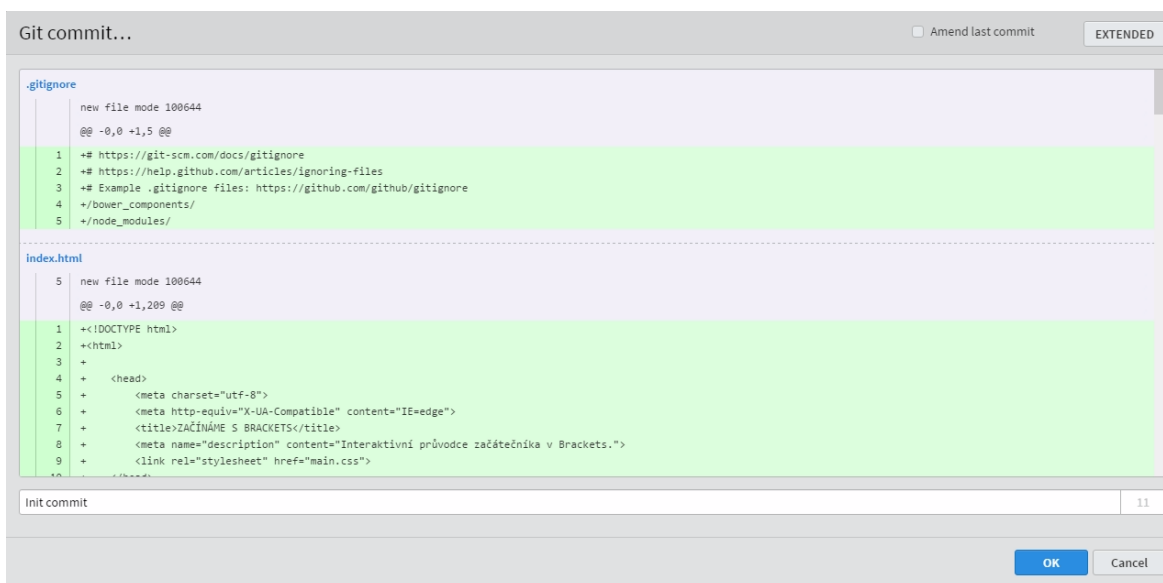 Git commit...
Amend last commit
EXTENDED
.gitignore
new file mode 100644
@@ -0,0 +1,5 @@
1 +# https://git-scm.com/docs/gitignore
2 +# https://help.github.com/articles/ignoring-files
3 +# Example .gitignore files: https://github.com/github/gitignore
4 +/bower_components/
5 +/node_modules/
index.html
5 new file mode 100644
@@ -0,0 +1,209 @@
1 +<!DOCTYPE html>
2 +<html>
3 +
4 +    <head>
5 +        <meta charset="utf-8">
6 +        <meta http-equiv="X-UA-Compatible" content="IE=edge">
7 +        <title>ZAČÍNÁME S BRACKETS</title>
8 +        <meta name="description" content="Interaktivní průvodce začátečníka v Brackets.">
9 +        <link rel="stylesheet" href="main.css">
Init commit
11
OK
Cancel